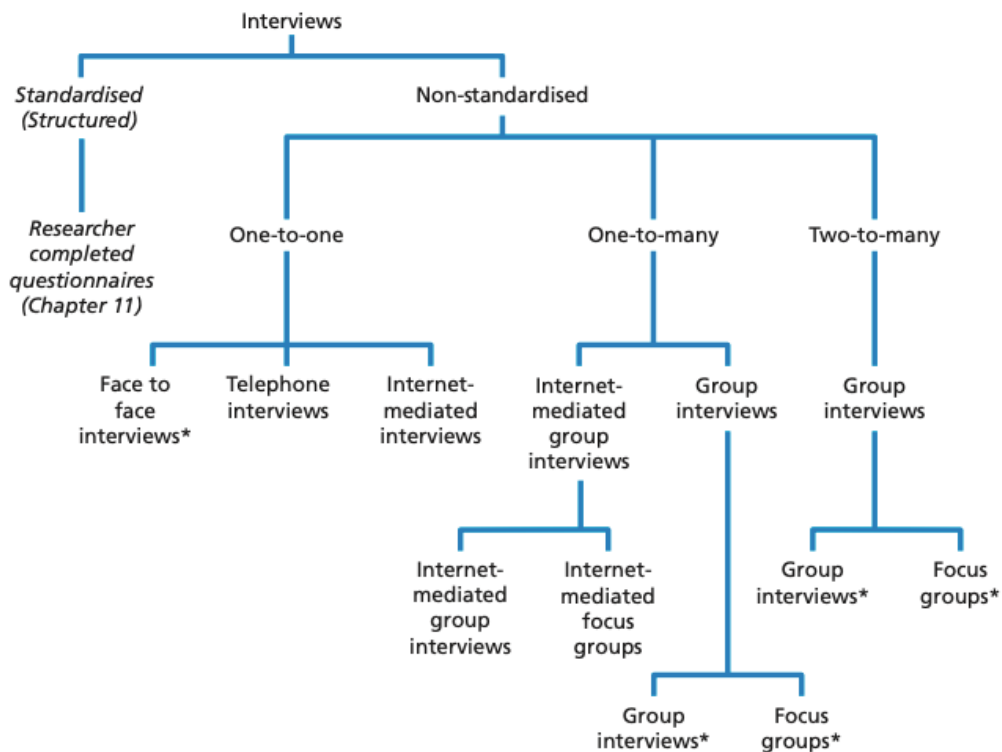 Interviews
Standardised
(Structured)
Non-standardised
Researcher
completed
questionnaires
(Chapter 11)
One-to-one
One-to-many
Two-to-many
Face to
face
interviews*
Telephone
interviews
Internet-
mediated
interviews
Internet-
mediated
group
interviews
Group
interviews
Group
interviews
Internet-
mediated
group
interviews
Internet-
mediated
focus
groups
Group
interviews*
Focus
groups*
Group
interviews*
Focus
groups*